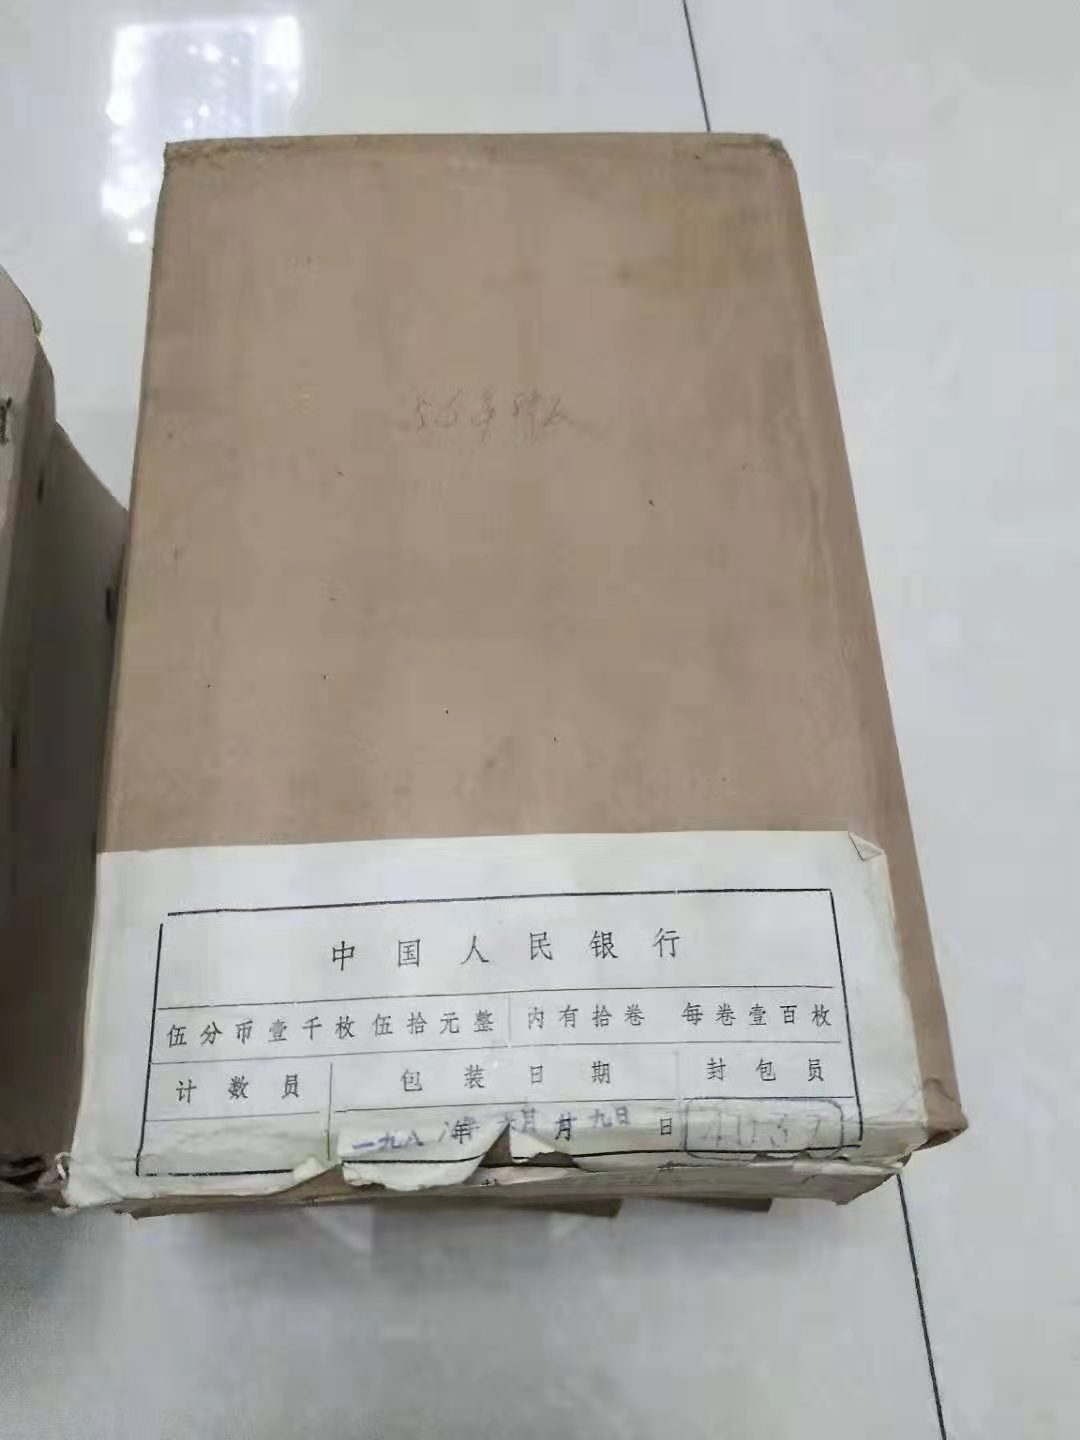 中国人民银行
伍分币壹千枚伍拾元整 内有拾卷 每卷壹百枚
计数员 包装日期 封包员
一九八 年 六月 月 九日 日